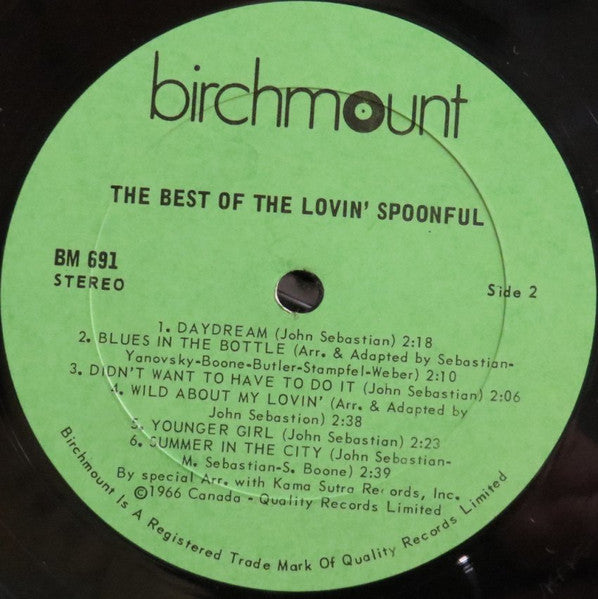 birchmount
THE BEST OF THE LOVIN' SPOONFUL
BM 691
STEREO
Side 2
1. DAYDREAM (John Sebastian) 2:18
2. BLUES IN THE BOTTLE (Arr. & Adapted by Sebastian-
Yanovsky-Boone-Butler-Stampfel-Weber) 2:10
3. DIDN'T WANT TO HAVE TO DO IT (John Sebastian) 2:06
4. WILD ABOUT MY LOVIN' (Arr. & Adapted by
John Sebastion) 2:38
5. YOUNGER GIRL (John Sebastian) 2:23
6. SUMMER IN THE CITY (John Sebastian-
M. Sebastian-S. Boone) 2:39
By special Arr. with Kama Sutra Records, Inc.
©1966 Canada - Quality Records Limited
Birchmount Is A Registered Trade Mark Of Quality Records Limited